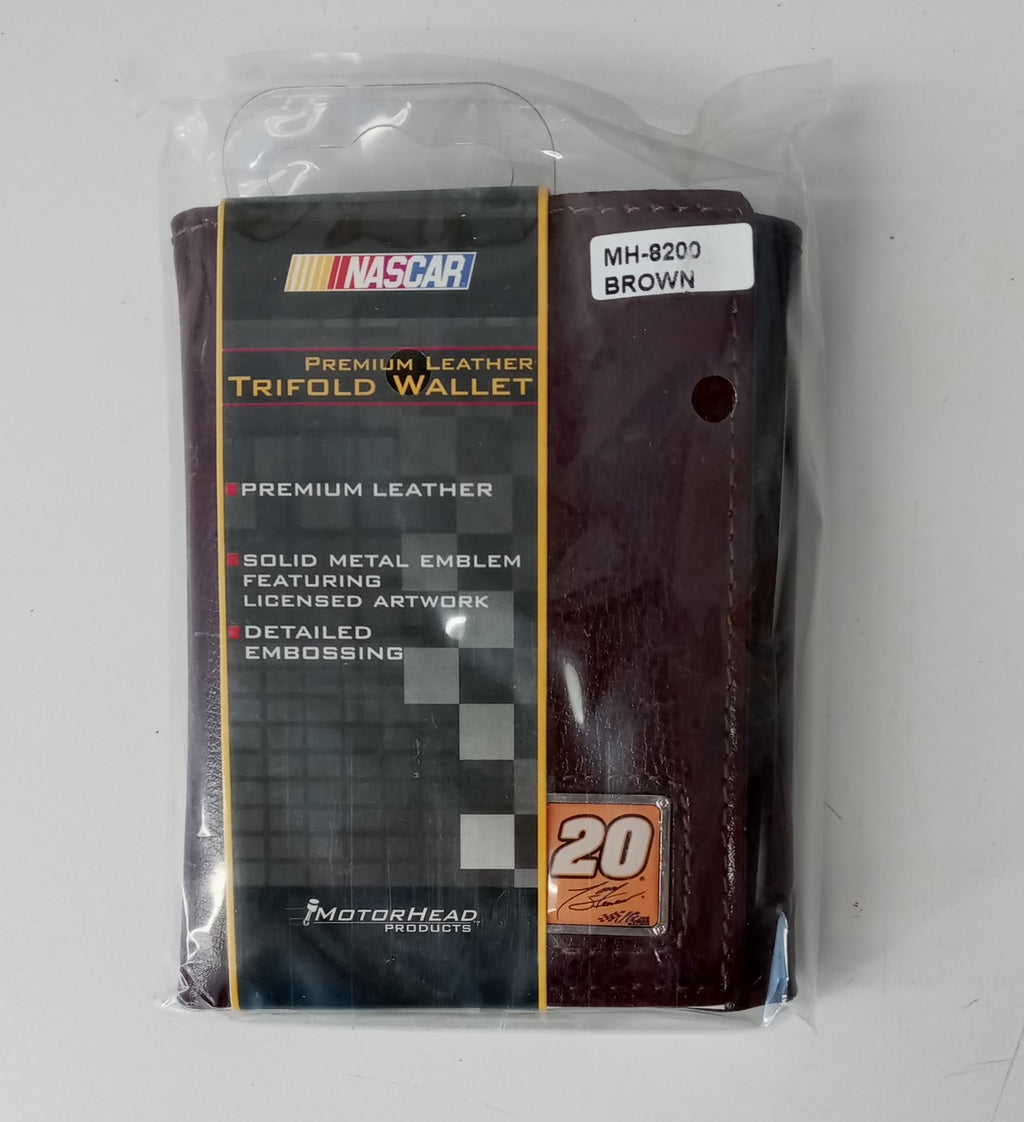 NASCAR
MH-8200
BROWN
PREMIUM LEATHER
TRIFOLD WALLET
PREMIUM LEATHER
SOLID METAL EMBLEM
FEATURING
LICENSED ARTWORK
DETAILED
EMBOSSING
20
MOTORHEAD
PRODUCTS